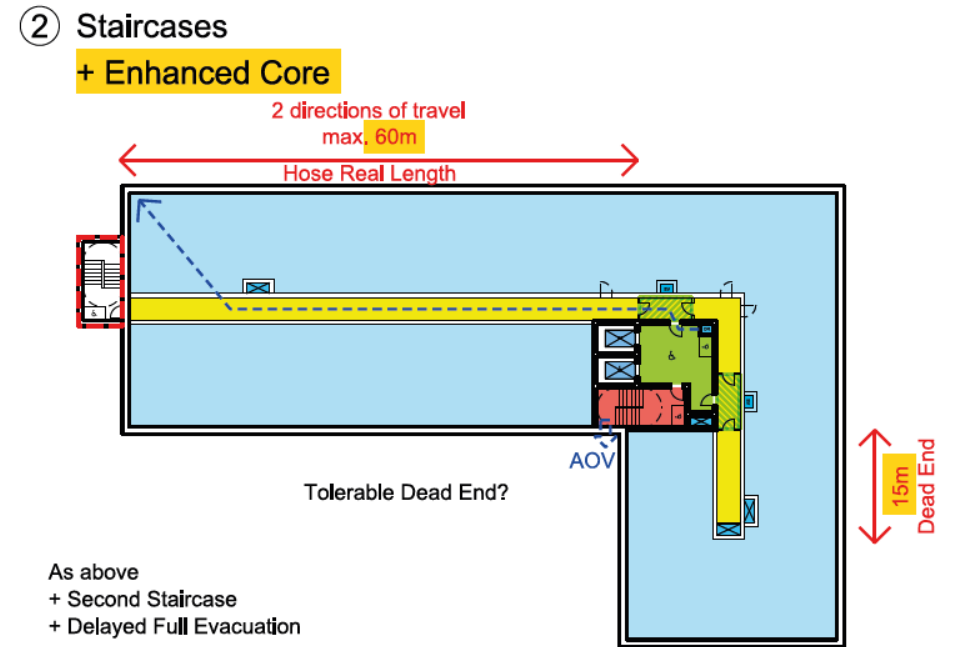 2 Staircases
+ Enhanced Core
2 directions of travel
max. 60m
Hose Real Length
AOV
15m
Dead End
Tolerable Dead End?
As above
+ Second Staircase
+ Delayed Full Evacuation